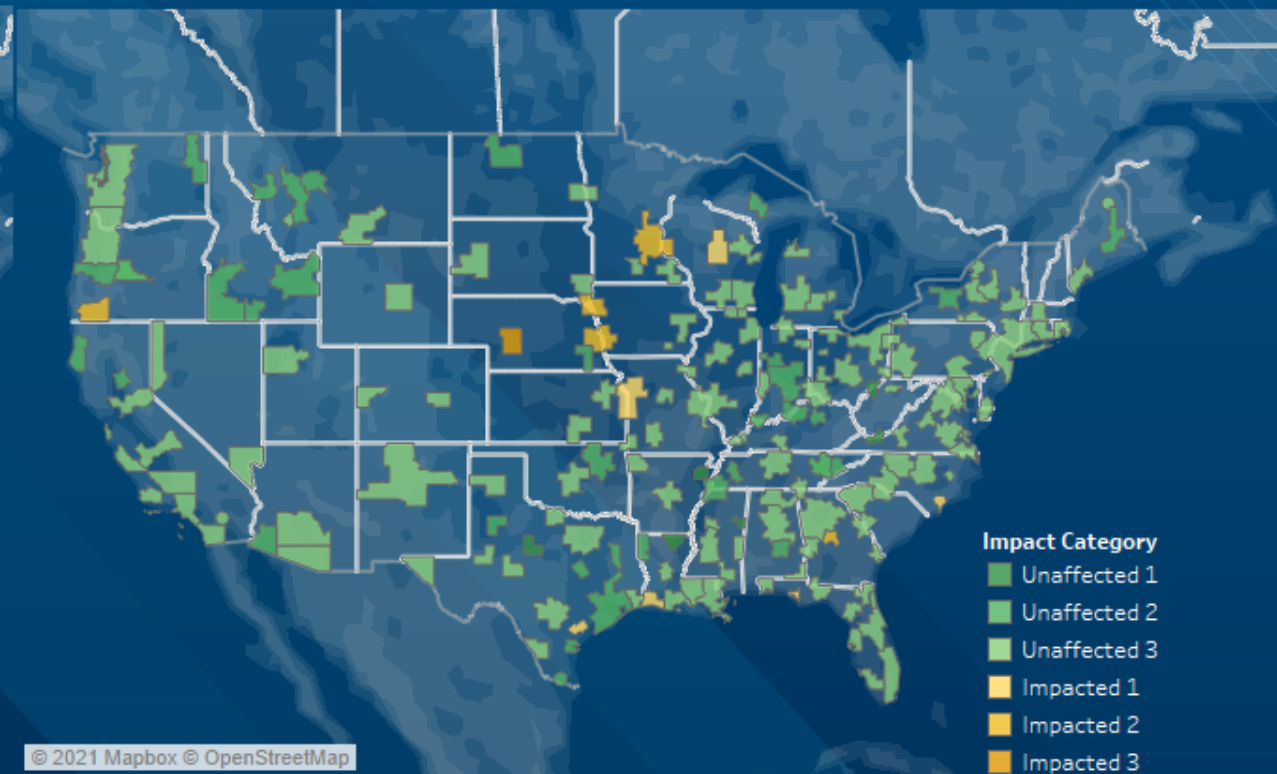 Impact Category
Unaffected 1
Unaffected 2
Unaffected 3
Impacted 1
Impacted 2
Impacted 3
© 2021 Mapbox © OpenStreetMap